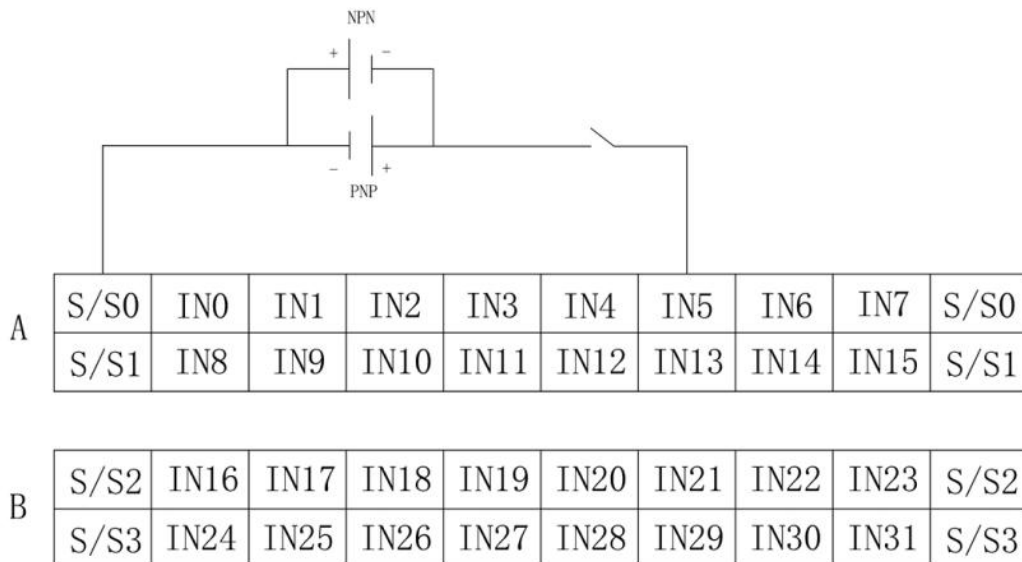 NPN
+ -
- +
PNP
A
S/S0 IN0 IN1 IN2 IN3 IN4 IN5 IN6 IN7 S/S0
S/S1 IN8 IN9 IN10 IN11 IN12 IN13 IN14 IN15 S/S1
B
S/S2 IN16 IN17 IN18 IN19 IN20 IN21 IN22 IN23 S/S2
S/S3 IN24 IN25 IN26 IN27 IN28 IN29 IN30 IN31 S/S3